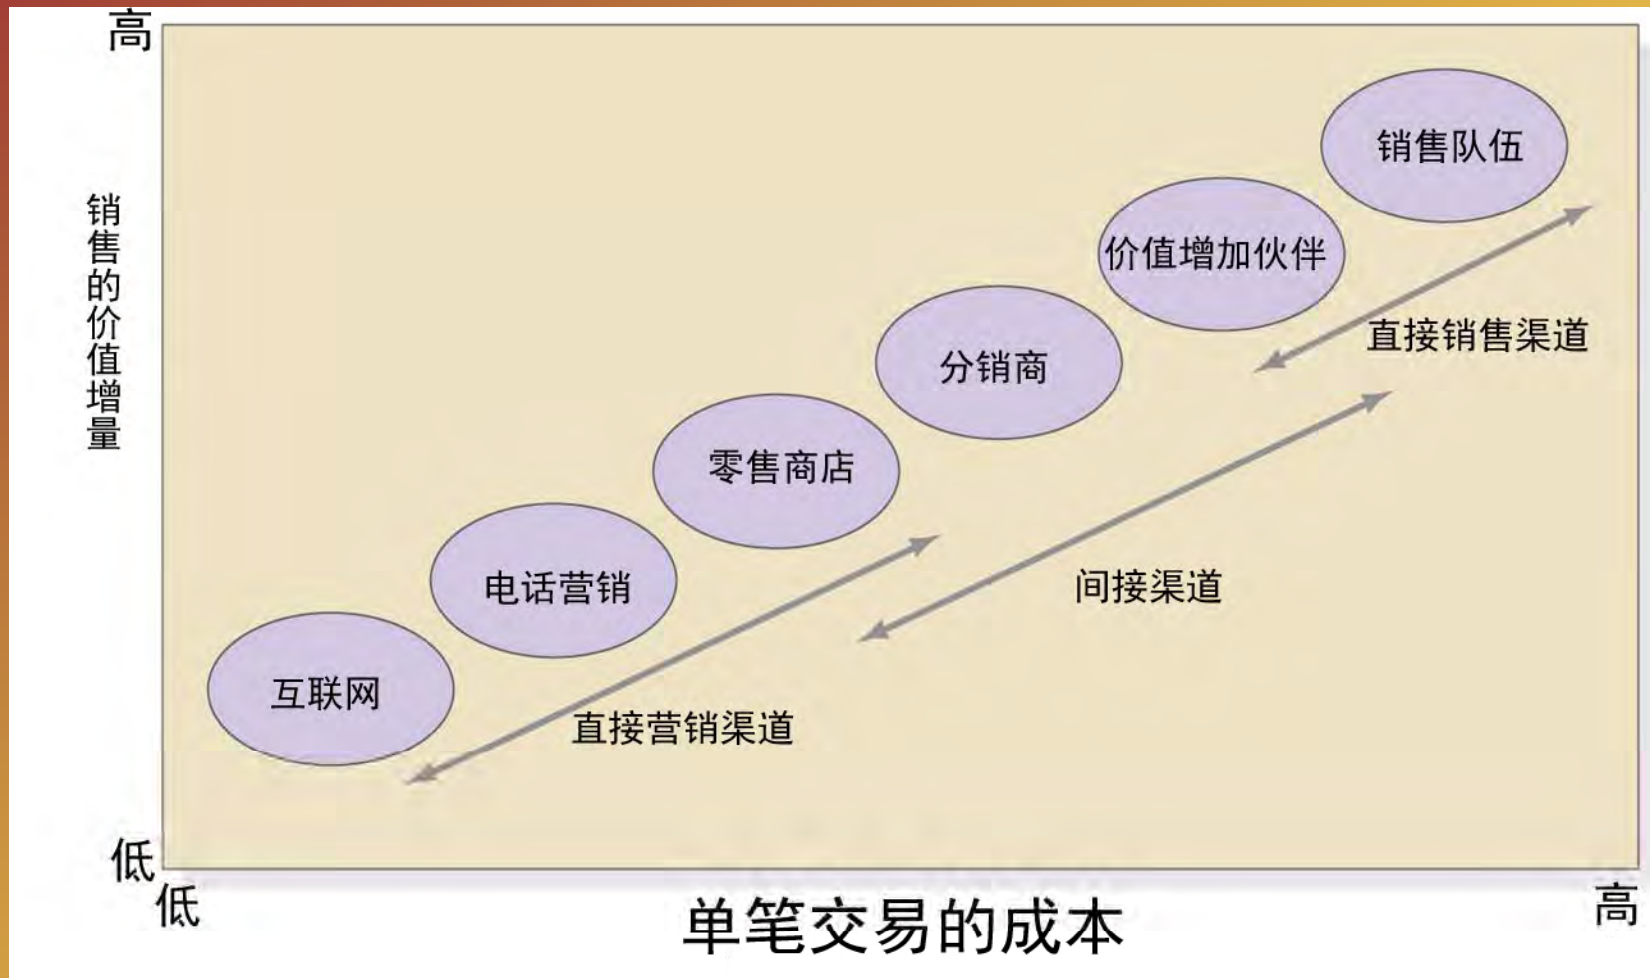 高
销售队伍
价值增加伙伴
销售的价值增量
直接销售渠道
分销商
零售商店
间接渠道
电话营销
互联网
直接营销渠道
低
低
单笔交易的成本
高